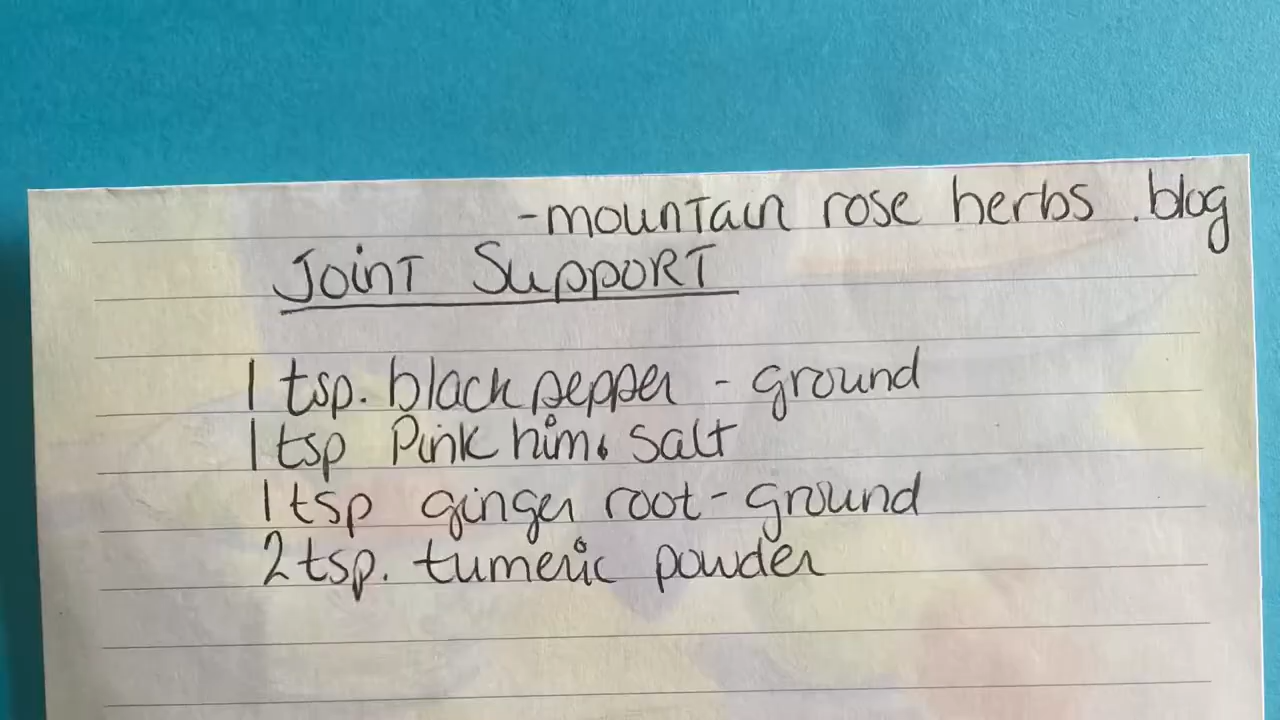 -mountain rose herbs .blog
Joint Support
1 tsp. black pepper - ground
1 tsp Pink him. Salt
1 tsp ginger root - ground
2 tsp. tumeric powder